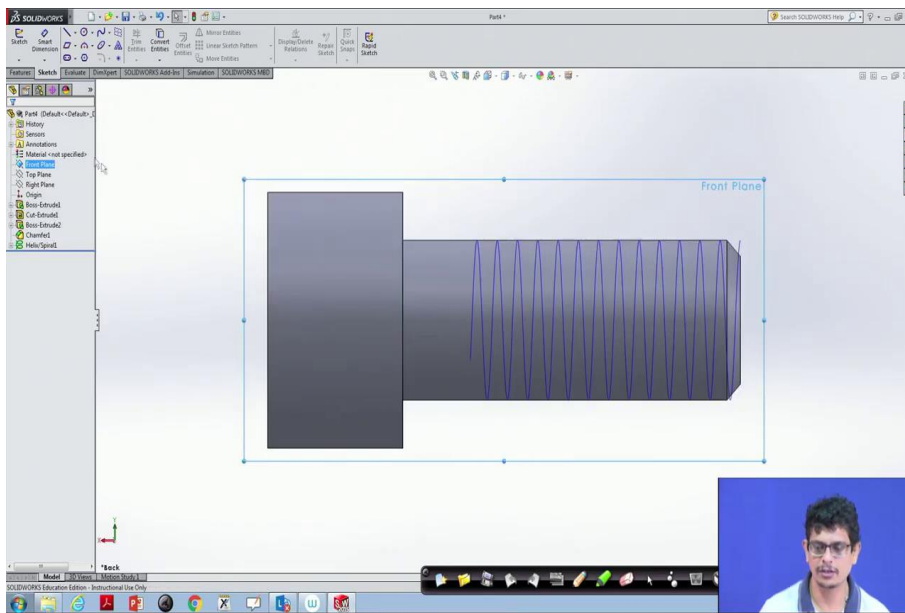 SOLIDWORKS
Part4 *
Search SOLIDWORKS Help
Sketch
Smart Dimension
Trim Entities
Convert Entities
Offset Entities
Mirror Entities
Linear Sketch Pattern
Move Entities
Display/Delete Relations
Repair Sketch
Quick Snaps
Rapid Sketch
Features Sketch Evaluate DimXpert SOLIDWORKS Add-Ins Simulation SOLIDWORKS MBD
Part4 (Default<<Default>_D
History
Sensors
Annotations
Material <not specified>
Front Plane
Top Plane
Right Plane
Origin
Boss-Extrude1
Cut-Extrude1
Boss-Extrude2
Chamfer1
Helix/Spiral1
Front Plane
Y
*Back
Model 3D Views Motion Study 1
SOLIDWORKS Education Edition - Instructional Use Only